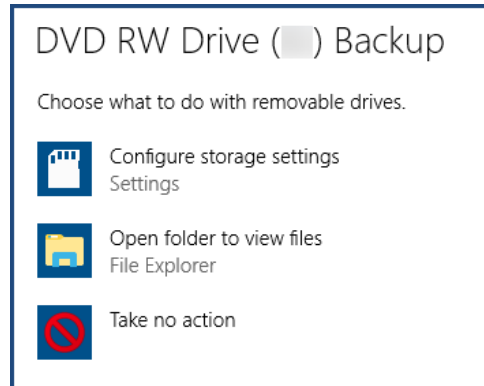 DVD RW Drive ( ) Backup
Choose what to do with removable drives.
Configure storage settings
Settings
Open folder to view files
File Explorer
Take no action